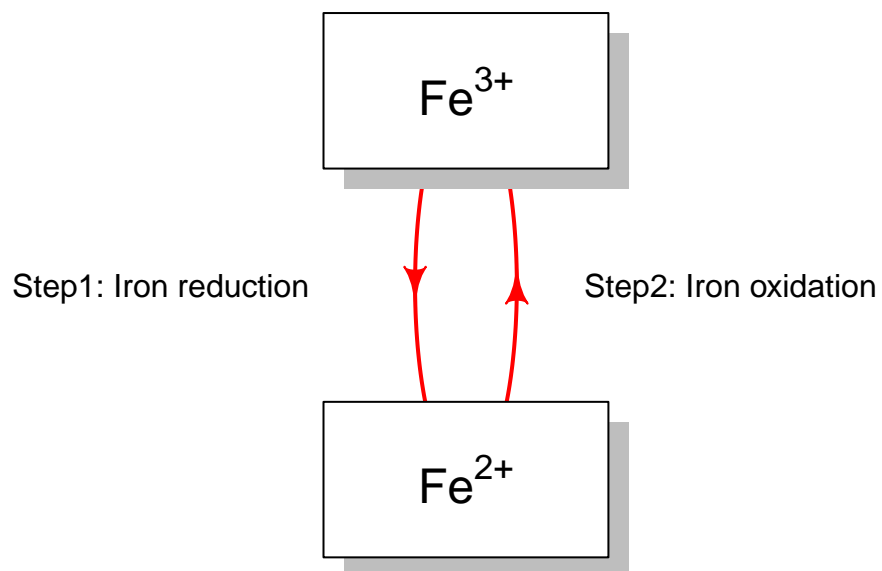 Fe³⁺
Step1: Iron reduction
Step2: Iron oxidation
Fe²⁺